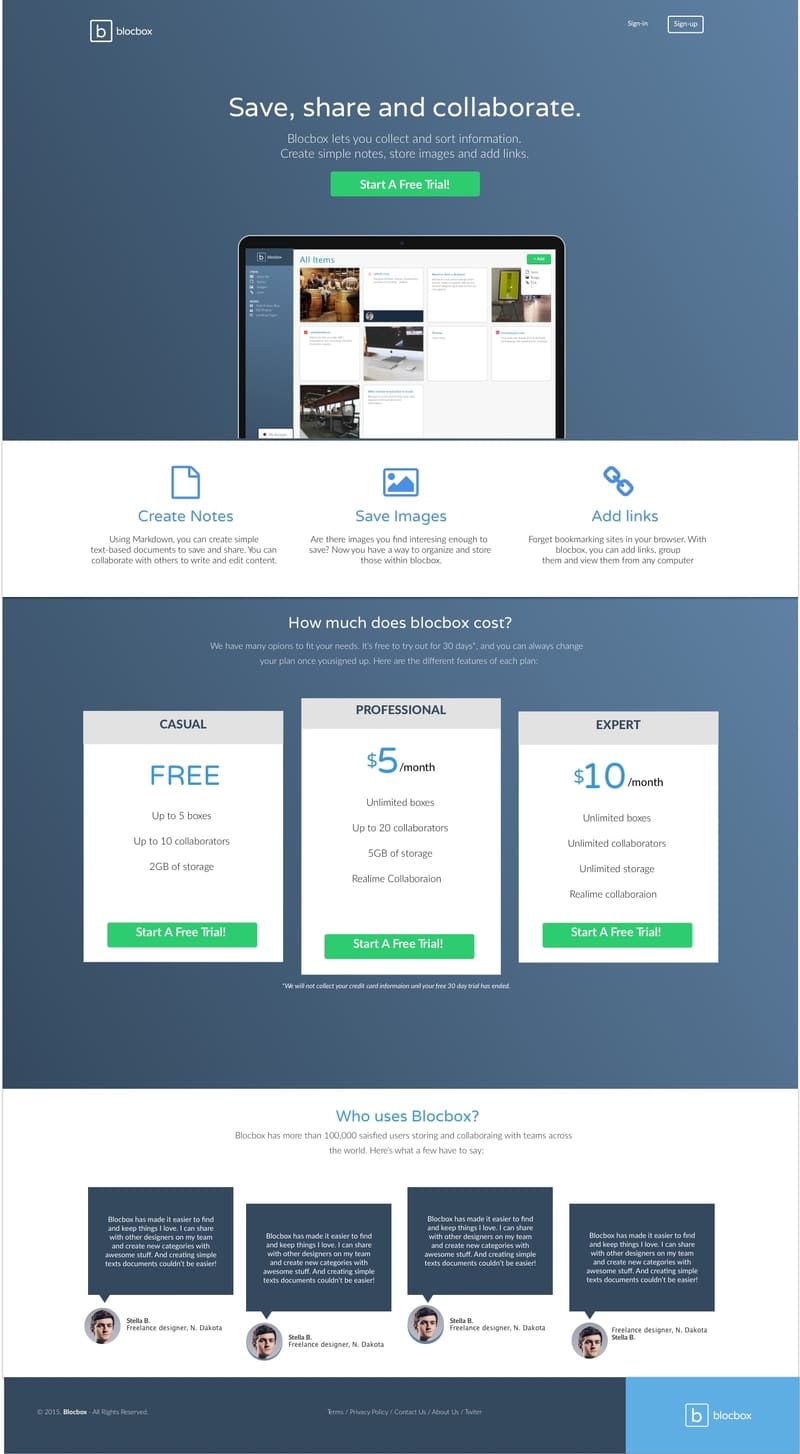 blocbox
Sign-in
Sign-up
Save, share and collaborate.
Blocbox lets you collect and sort information.
Create simple notes, store images and add links.
Start A Free Trial!
blocbox
All Items
+ Add
Create Notes
Save Images
Add links
Using Markdown, you can create simple
text-based documents to save and share. You can
collaborate with others to write and edit content.
Are there images you find interesing enough to
save? Now you have a way to organize and store
those within blocbox.
Forget bookmarking sites in your browser. With
blocbox, you can add links, group
them and view them from any computer
How much does blocbox cost?
We have many opions to fit your needs. It's free to try out for 30 days*, and you can always change
your plan once yousigned up. Here are the different features of each plan:
CASUAL
FREE
Up to 5 boxes
Up to 10 collaborators
2GB of storage
Start A Free Trial!
PROFESSIONAL
$5/month
Unlimited boxes
Up to 20 collaborators
5GB of storage
Realime Collaboraion
Start A Free Trial!
EXPERT
$10/month
Unlimited boxes
Unlimited collaborators
Unlimited storage
Realime collaboraion
Start A Free Trial!
*We will not collect your credit card informaion unil your free 30 day trial has ended.
Who uses Blocbox?
Blocbox has more than 100,000 saisfied users storing and collaboraing with teams across
the world. Here's what a few have to say:
Blocbox has made it easier to find
and keep things I love. I can share
with other designers on my team
and create new categories with
awesome stuff. And creating simple
texts documents couldn't be easier!
Stella B.
Freelance designer, N. Dakota
Blocbox has made it easier to find
and keep things I love. I can share
with other designers on my team
and create new categories with
awesome stuff. And creating simple
texts documents couldn't be easier!
Stella B.
Freelance designer, N. Dakota
Blocbox has made it easier to find
and keep things I love. I can share
with other designers on my team
and create new categories with
awesome stuff. And creating simple
texts documents couldn't be easier!
Stella B.
Freelance designer, N. Dakota
Blocbox has made it easier to find
and keep things I love. I can share
with other designers on my team
and create new categories with
awesome stuff. And creating simple
texts documents couldn't be easier!
Freelance designer, N. Dakota
Stella B.
© 2015. Blocbox - All Rights Reserved.
Terms / Privacy Policy / Contact Us / About Us / Twiter
blocbox